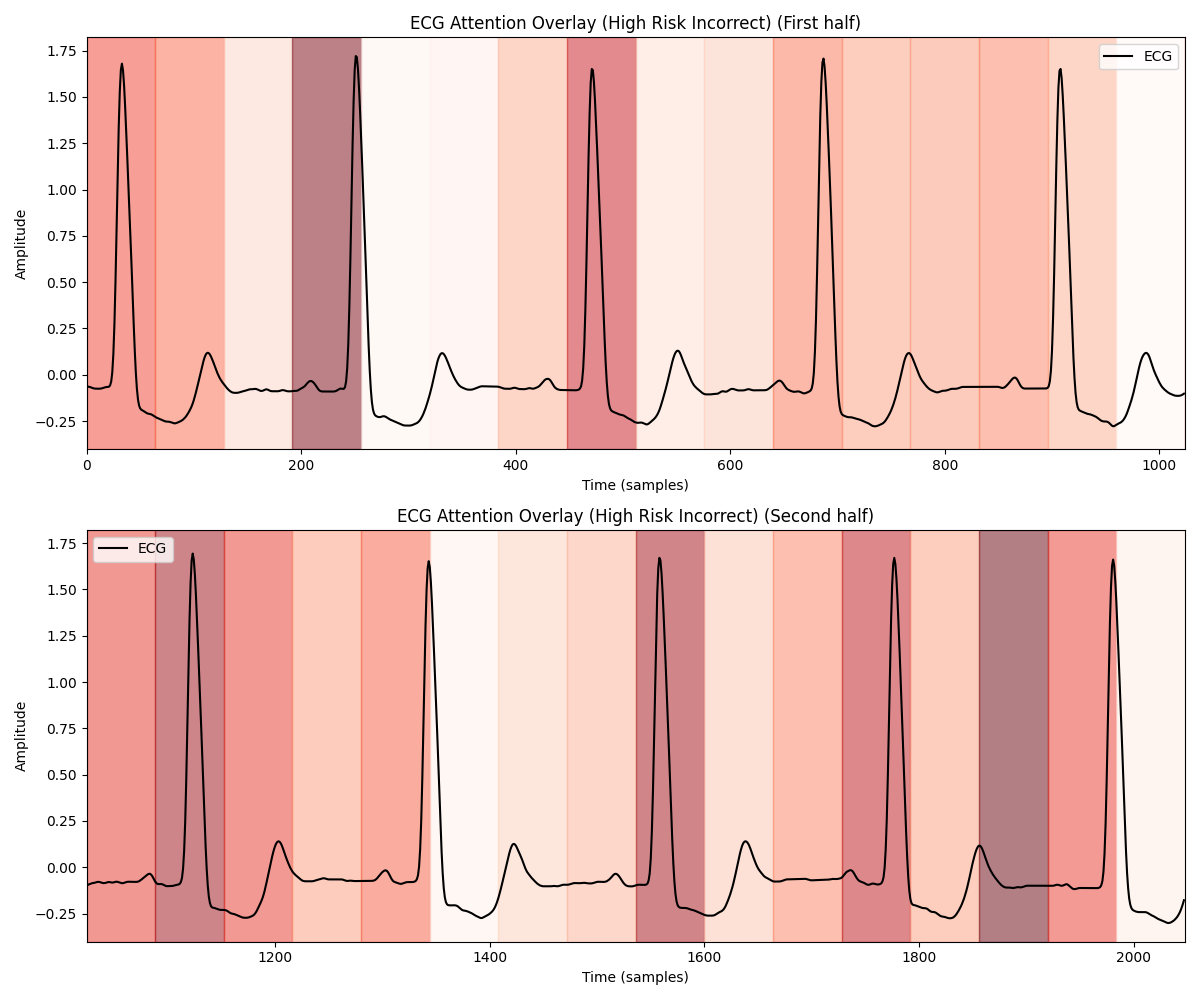 ECG Attention Overlay (High Risk Incorrect) (First half)
1.75
1.50
1.25
1.00
0.75
0.50
0.25
0.00
−0.25
Amplitude
ECG
0 200 400 600 800 1000
Time (samples)
ECG Attention Overlay (High Risk Incorrect) (Second half)
1.75
1.50
1.25
1.00
0.75
0.50
0.25
0.00
−0.25
Amplitude
ECG
1200 1400 1600 1800 2000
Time (samples)